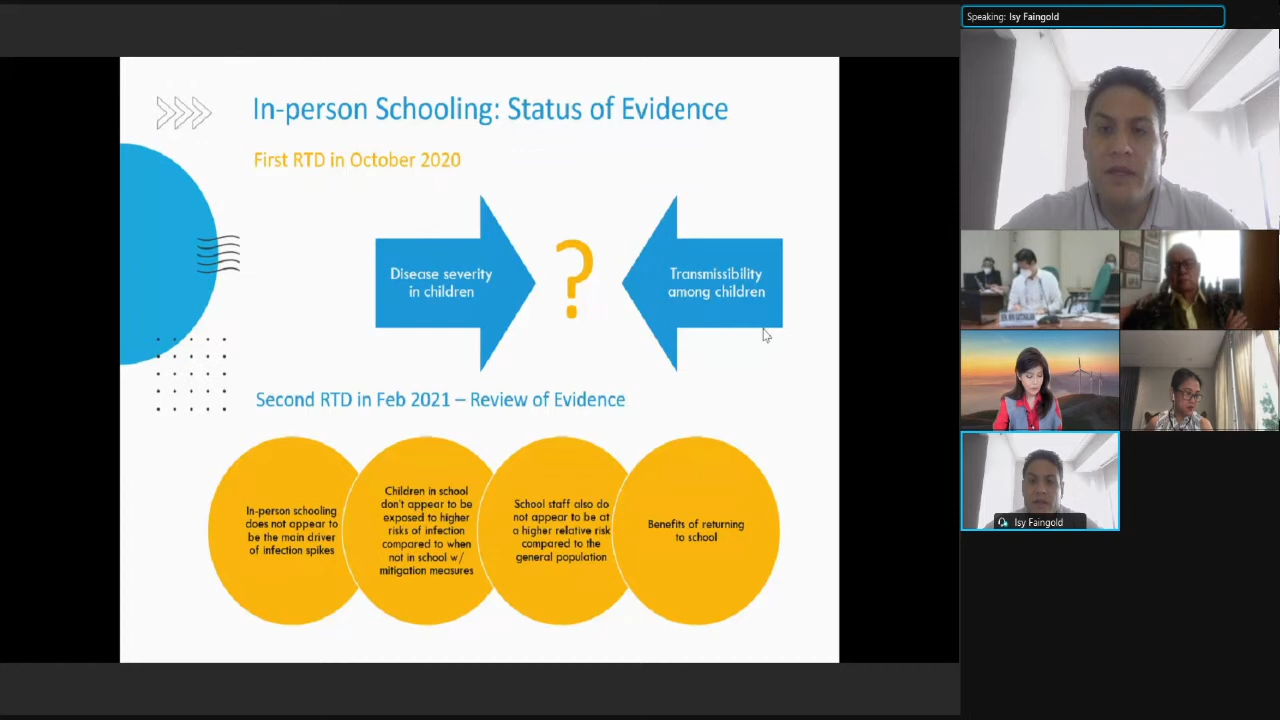 Speaking: Isy Faingold
In-person Schooling: Status of Evidence
First RTD in October 2020
Disease severity
in children
?
Transmissibility
among children
Second RTD in Feb 2021 – Review of Evidence
In-person schooling
does not appear to
be the main driver
of infection spikes
Children in school
don't appear to be
exposed to higher
risks of infection
compared to when
not in school w/
mitigation measures
School staff also do
not appear to be at
a higher relative risk
compared to the
general population
Benefits of returning
to school
Isy Faingold